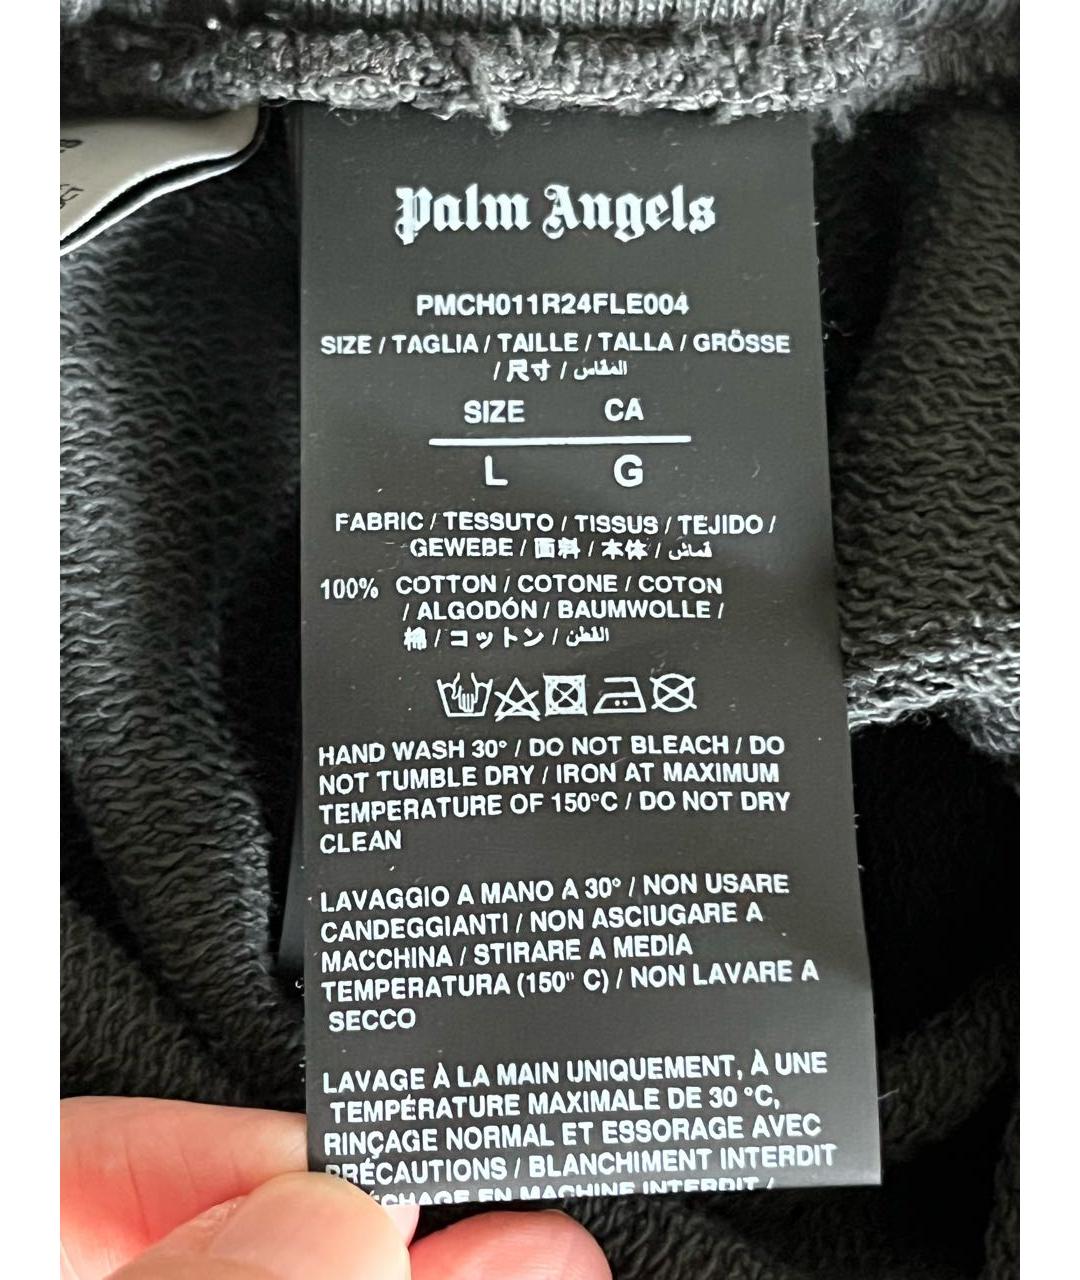 Palm Angels
PMCH011R24FLE004
SIZE / TAGLIA / TAILLE / TALLA / GRÖSSE
/ 尺寸 / المقاس
SIZE CA
L G
FABRIC / TESSUTO / TISSUS / TEJIDO /
GEWEBE / 面料 / 本体 / قماش
100% COTTON / COTONE / COTON
/ ALGODÓN / BAUMWOLLE /
棉 / コットン / القطن
HAND WASH 30° / DO NOT BLEACH / DO
NOT TUMBLE DRY / IRON AT MAXIMUM
TEMPERATURE OF 150°C / DO NOT DRY
CLEAN
LAVAGGIO A MANO A 30° / NON USARE
CANDEGGIANTI / NON ASCIUGARE A
MACCHINA / STIRARE A MEDIA
TEMPERATURA (150° C) / NON LAVARE A
SECCO
LAVAGE À LA MAIN UNIQUEMENT, À UNE
TEMPÉRATURE MAXIMALE DE 30 °C,
RINÇAGE NORMAL ET ESSORAGE AVEC
PRÉCAUTIONS / BLANCHIMENT INTERDIT
EN MACHINE INTERDIT /